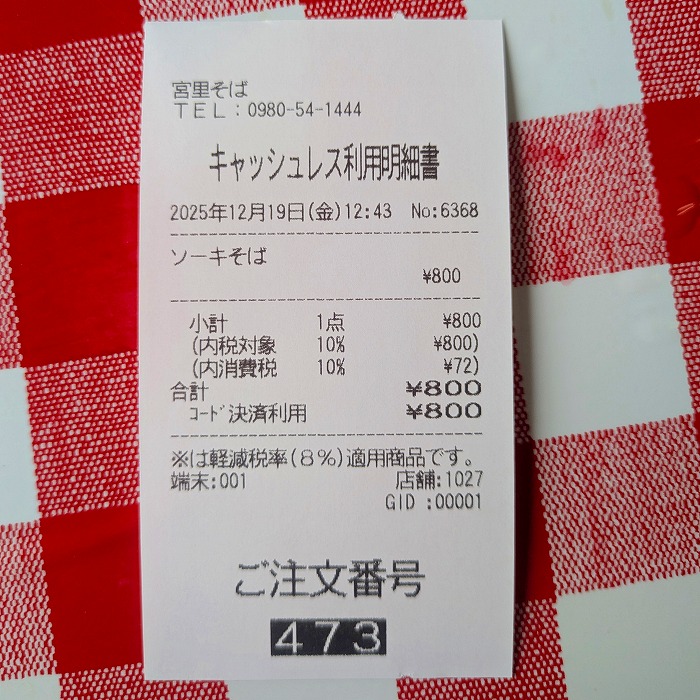 宮里そば
TEL:0980-54-1444
キャッシュレス利用明細書
2025年12月19日(金)12:43 No:6368
ソーキそば
¥800
小計 1点 ¥800
(内税対象 10% ¥800)
(内消費税 10% ¥72)
合計 ¥800
コード決済利用 ¥800
※は軽減税率(8%)適用商品です。
端末:001 店舗:1027
GID :00001
ご注文番号
473